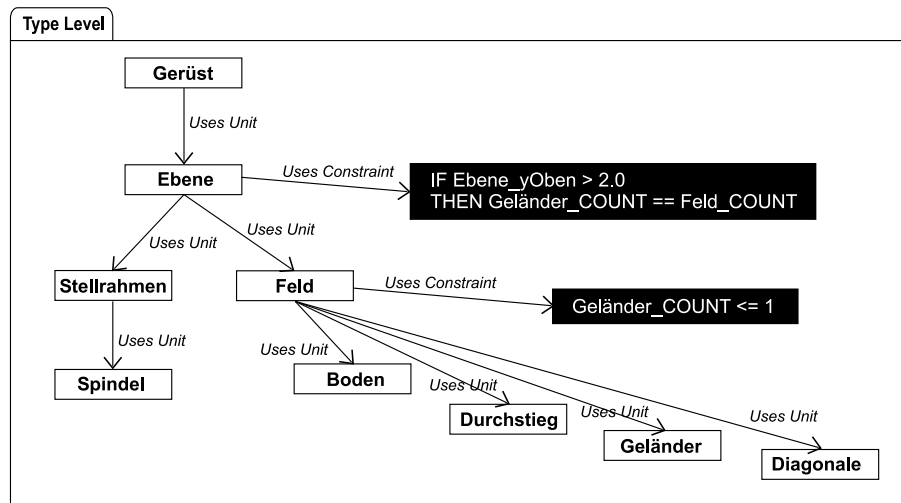 Type Level
Gerüst
Uses Unit
Ebene
Uses Constraint
IF Ebene_yOben > 2.0
THEN Geländer_COUNT == Feld_COUNT
Uses Unit
Uses Unit
Stellrahmen
Feld
Uses Constraint
Geländer_COUNT <= 1
Uses Unit
Uses Unit
Spindel
Boden
Uses Unit
Durchstieg
Uses Unit
Geländer
Uses Unit
Diagonale